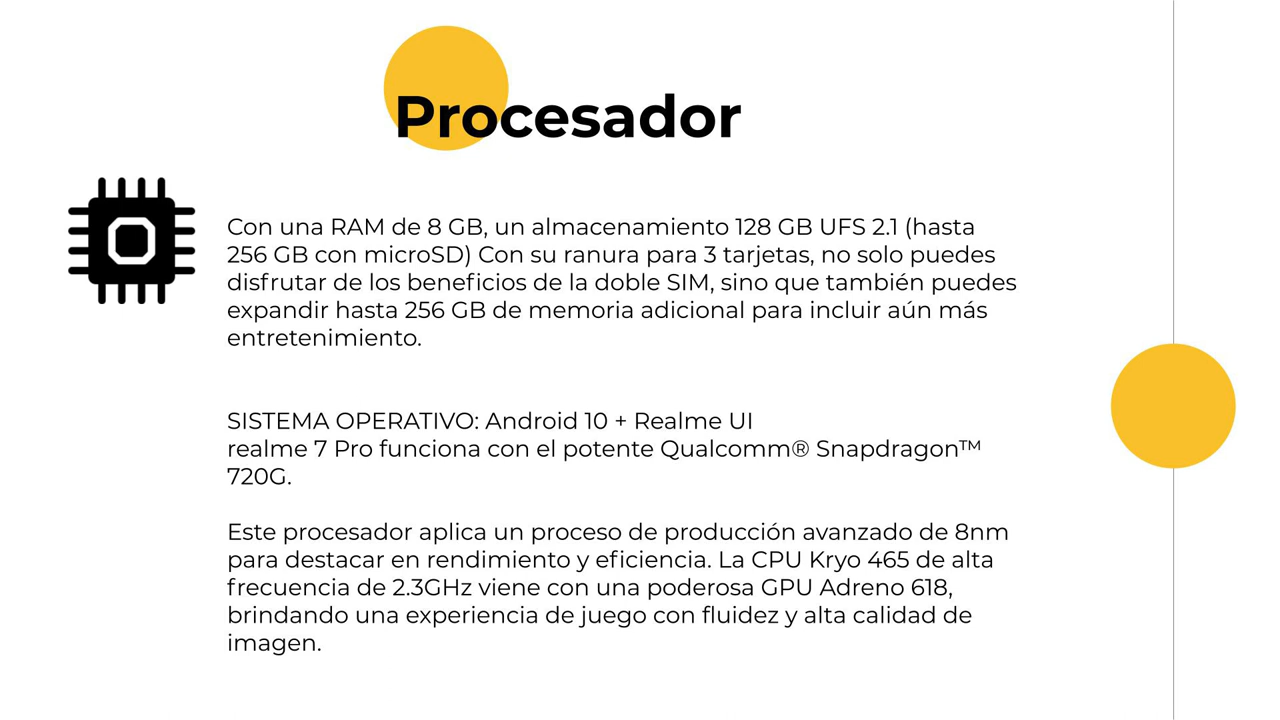 Procesador
Con una RAM de 8 GB, un almacenamiento 128 GB UFS 2.1 (hasta
256 GB con microSD) Con su ranura para 3 tarjetas, no solo puedes
disfrutar de los beneficios de la doble SIM, sino que también puedes
expandir hasta 256 GB de memoria adicional para incluir aún más
entretenimiento.
SISTEMA OPERATIVO: Android 10 + Realme UI
realme 7 Pro funciona con el potente Qualcomm® Snapdragon™
720G.
Este procesador aplica un proceso de producción avanzado de 8nm
para destacar en rendimiento y eficiencia. La CPU Kryo 465 de alta
frecuencia de 2.3GHz viene con una poderosa GPU Adreno 618,
brindando una experiencia de juego con fluidez y alta calidad de
imagen.